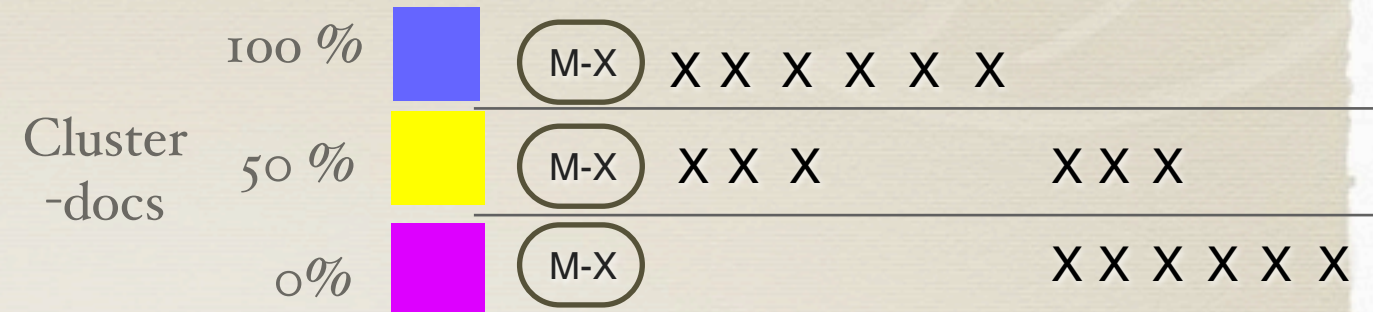 100 % M-X X X X X X X
Cluster
-docs
50 % M-X X X X X X X
0% M-X X X X X X X